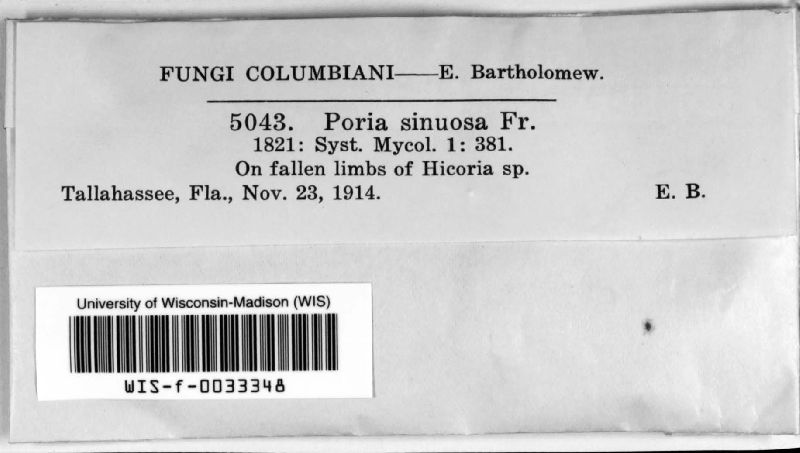 FUNGI COLUMBIANI——E. Bartholomew.
5043. Poria sinuosa Fr.
1821: Syst. Mycol. 1: 381.
On fallen limbs of Hicoria sp.
Tallahassee, Fla., Nov. 23, 1914. E. B.
University of Wisconsin-Madison (WIS)
WIS-f-0033348